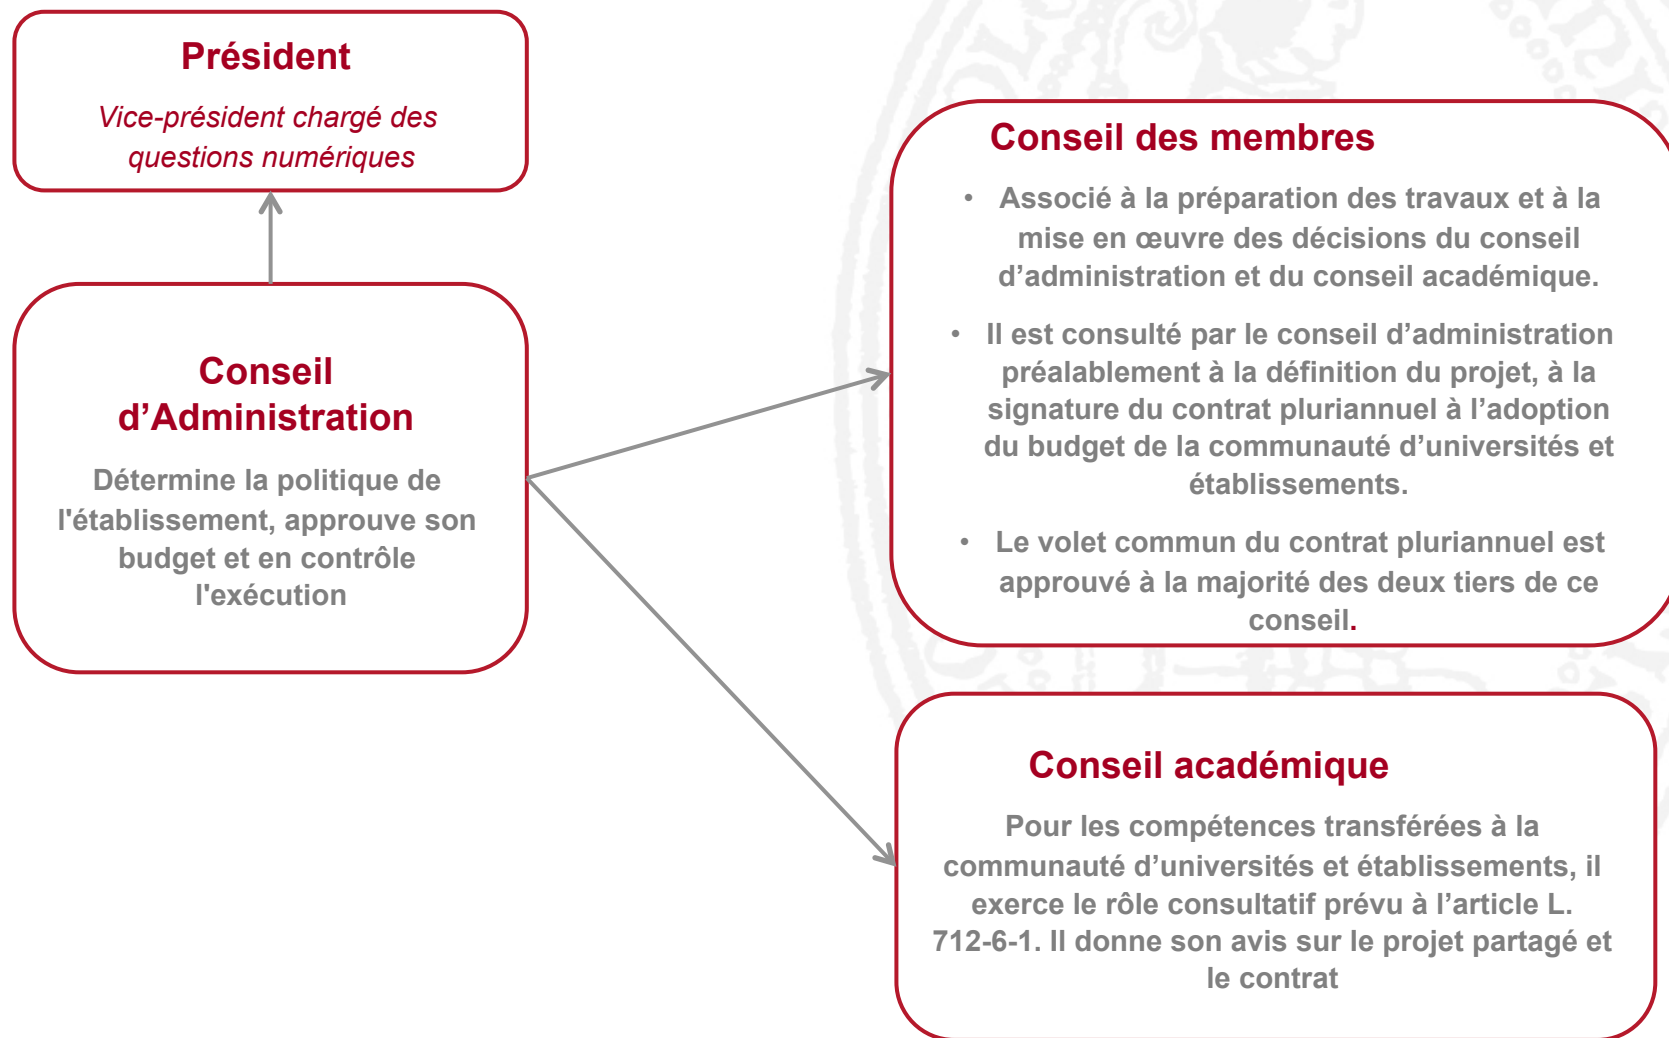 Président
Vice-président chargé des
questions numériques
Conseil
d’Administration
Détermine la politique de
l'établissement, approuve son
budget et en contrôle
l'exécution
Conseil des membres
• Associé à la préparation des travaux et à la
mise en œuvre des décisions du conseil
d’administration et du conseil académique.
• Il est consulté par le conseil d’administration
préalablement à la définition du projet, à la
signature du contrat pluriannuel à l’adoption
du budget de la communauté d’universités et
établissements.
• Le volet commun du contrat pluriannuel est
approuvé à la majorité des deux tiers de ce
conseil.
Conseil académique
Pour les compétences transférées à la
communauté d’universités et établissements, il
exerce le rôle consultatif prévu à l’article L.
712-6-1. Il donne son avis sur le projet partagé et
le contrat